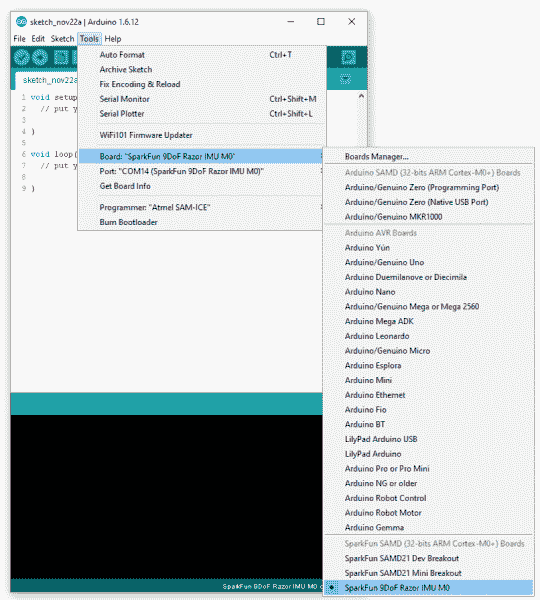 sketch_nov22a | Arduino 1.6.12
File Edit Sketch Tools Help
sketch_nov22a
1 void setup
2 // put y
3
4 }
5
6 void loop(
7 // put y
8
9 }
Auto Format Ctrl+T
Archive Sketch
Fix Encoding & Reload
Serial Monitor Ctrl+Shift+M
Serial Plotter Ctrl+Shift+L
WiFi101 Firmware Updater
Board: "SparkFun 9DoF Razor IMU M0"
Port: "COM14 (SparkFun 9DoF Razor IMU M0)"
Get Board Info
Programmer: "Atmel SAM-ICE"
Burn Bootloader
Boards Manager...
Arduino SAMD (32-bits ARM Cortex-M0+) Boards
Arduino/Genuino Zero (Programming Port)
Arduino/Genuino Zero (Native USB Port)
Arduino/Genuino MKR1000
Arduino AVR Boards
Arduino Yún
Arduino/Genuino Uno
Arduino Duemilanove or Diecimila
Arduino Nano
Arduino/Genuino Mega or Mega 2560
Arduino Mega ADK
Arduino Leonardo
Arduino/Genuino Micro
Arduino Esplora
Arduino Mini
Arduino Ethernet
Arduino Fio
Arduino BT
LilyPad Arduino USB
LilyPad Arduino
Arduino Pro or Pro Mini
Arduino NG or older
Arduino Robot Control
Arduino Robot Motor
Arduino Gemma
SparkFun SAMD (32-bits ARM Cortex-M0+) Boards
SparkFun SAMD21 Dev Breakout
SparkFun SAMD21 Mini Breakout
SparkFun 9DoF Razor IMU M0
SparkFun 9DoF Razor IMU M0